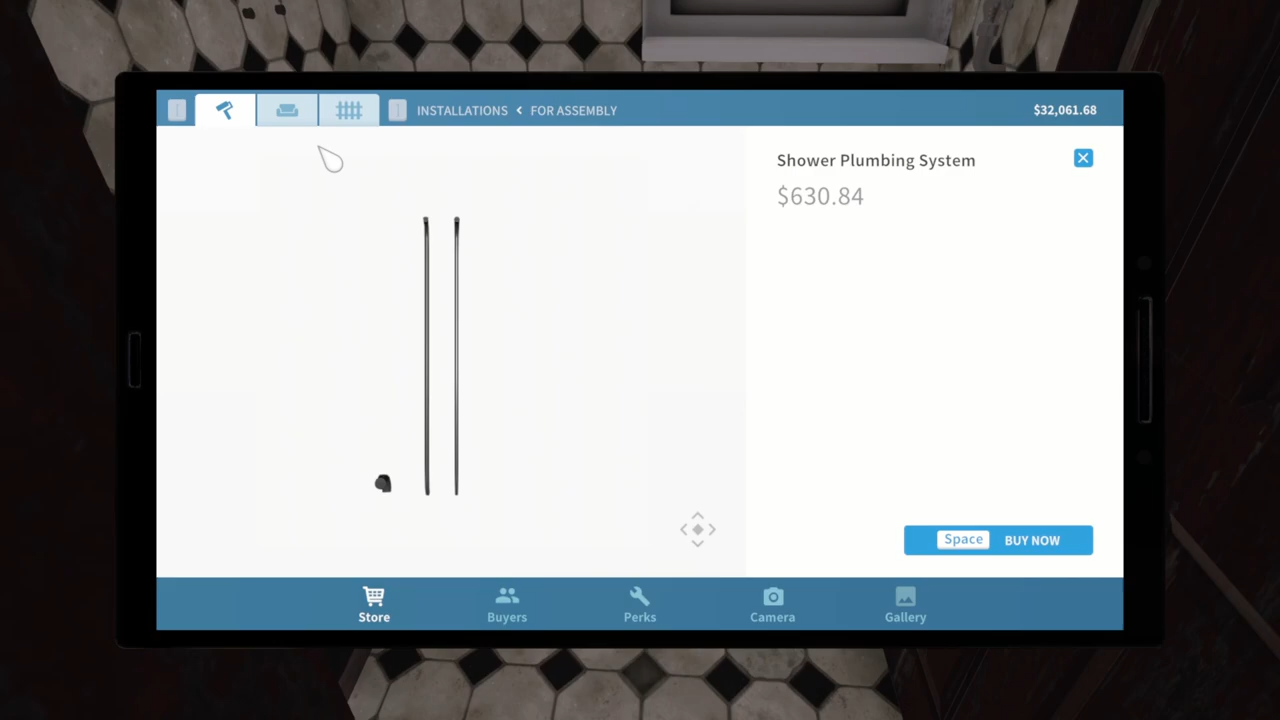 INSTALLATIONS < FOR ASSEMBLY
$32,061.68
Shower Plumbing System
$630.84
Space BUY NOW
Store
Buyers
Perks
Camera
Gallery